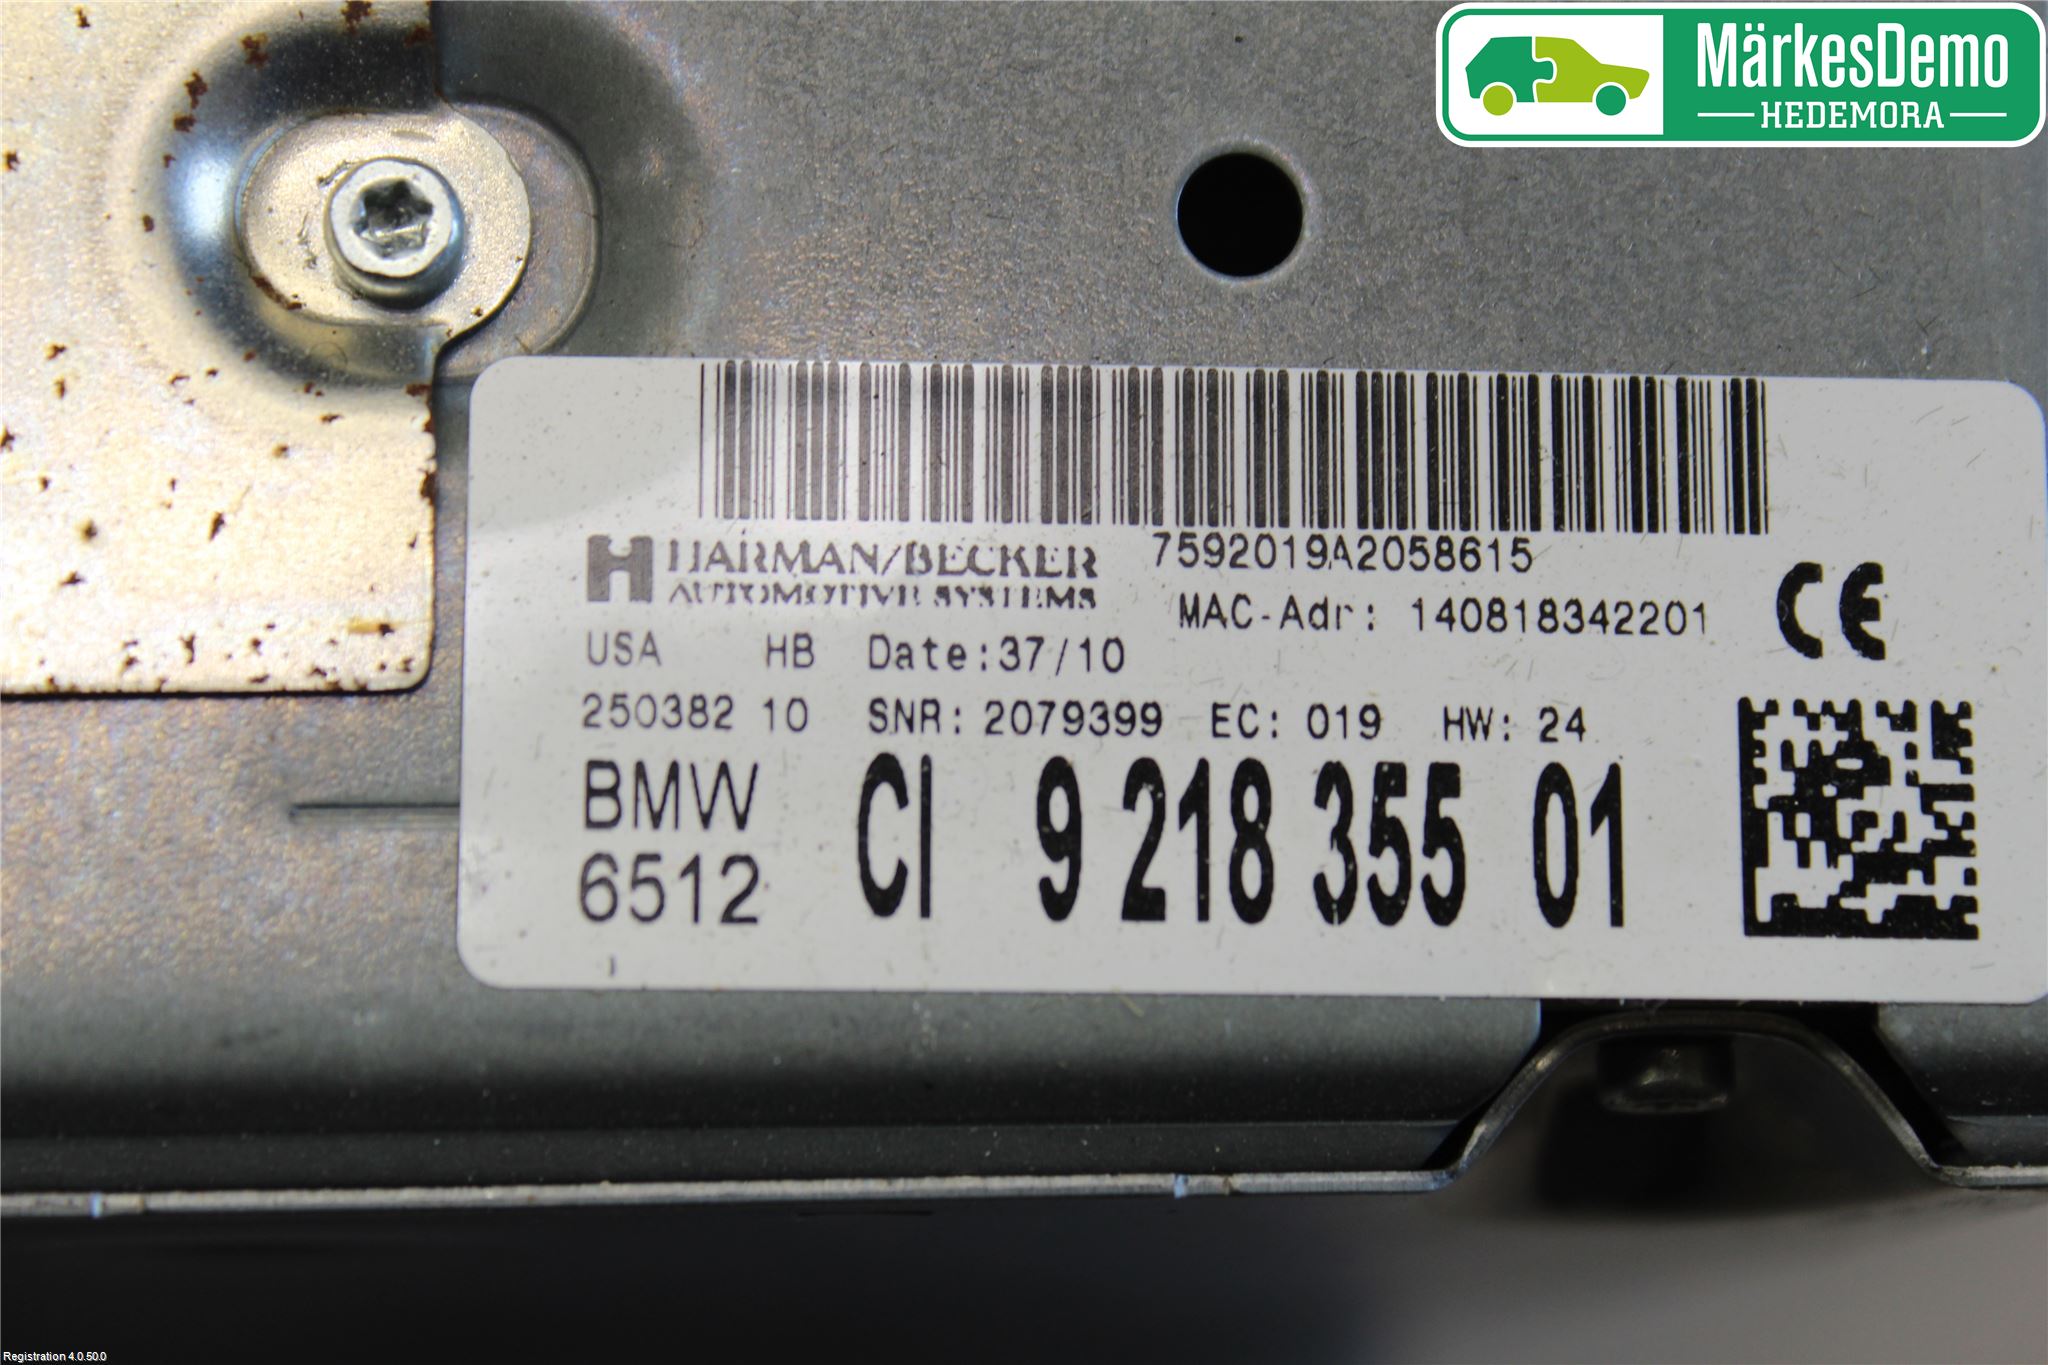 MärkesDemo
HEDEMORA
HARMAN/BECKER
AUTOMOTIVE SYSTEMS
7592019A2058615
MAC-Adr: 140818342201
CE
USA HB Date:37/10
250382 10 SNR: 2079399 EC: 019 HW: 24
BMW
6512
CI 9 218 355 01
Registration 4.0.50.0